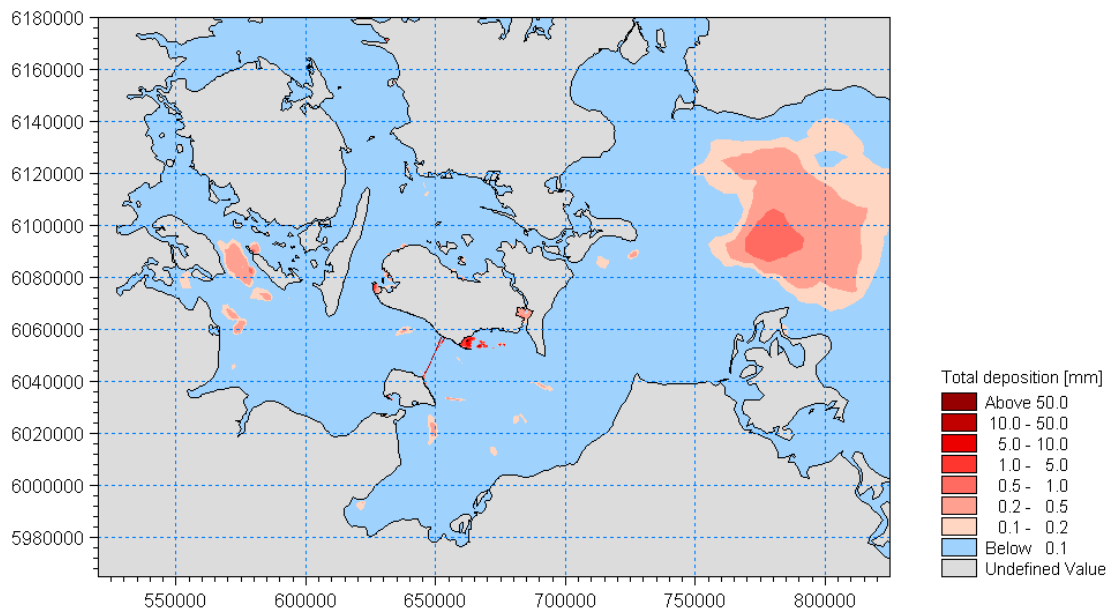 6180000
6160000
6140000
6120000
6100000
6080000
6060000
6040000
6020000
6000000
5980000
550000 600000 650000 700000 750000 800000
Total deposition [mm]
Above 50.0
10.0 - 50.0
5.0 - 10.0
1.0 - 5.0
0.5 - 1.0
0.2 - 0.5
0.1 - 0.2
Below 0.1
Undefined Value